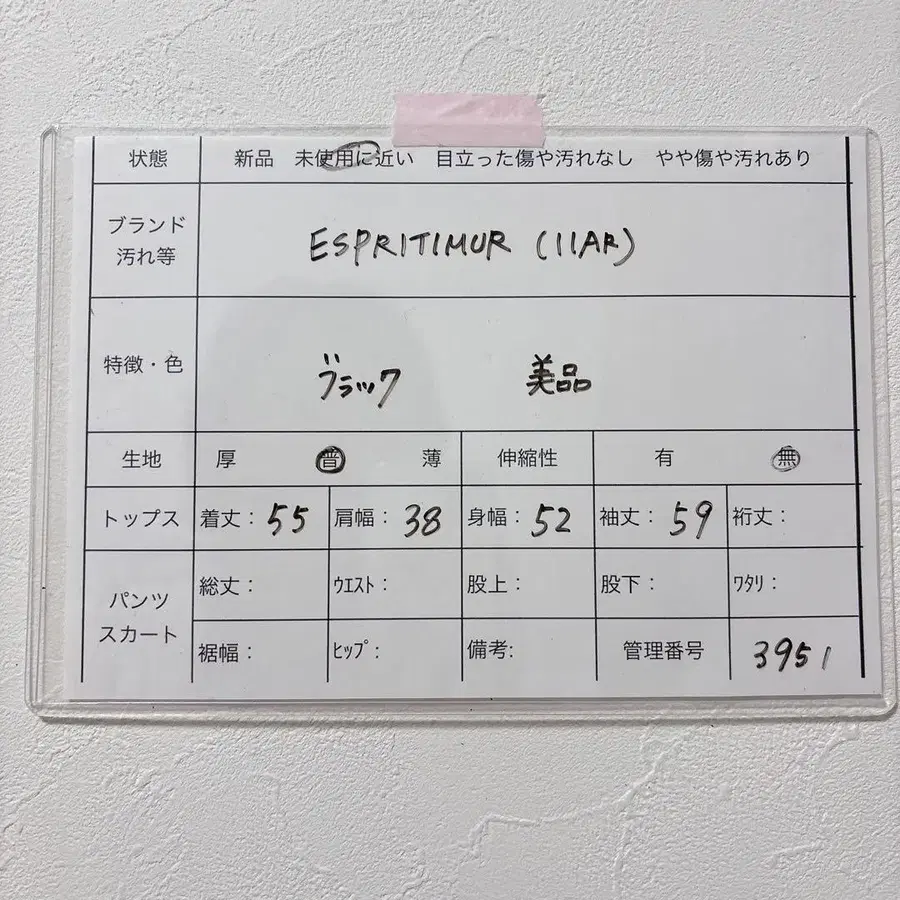 状態 新品 未使用に近い 目立った傷や汚れなし やや傷や汚れあり
ブランド
汚れ等
ESPRITIMUR (11AR)
特徴・色 ブラック 美品
生地 厚 普 薄 伸縮性 有 無
トップス 着丈: 55 肩幅: 38 身幅: 52 袖丈: 59 裄丈:
パンツ
スカート
総丈: ウエスト: 股上: 股下: ワタリ:
裾幅: ヒップ: 備考: 管理番号 3951